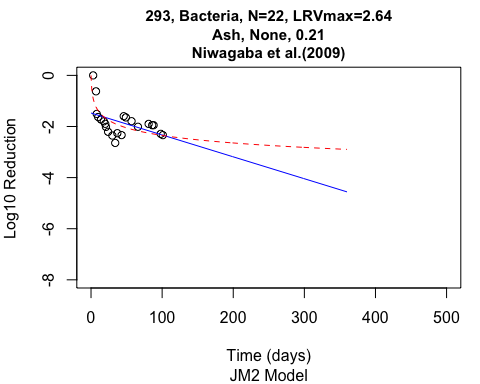 293, Bacteria, N=22, LRVmax=2.64
Ash, None, 0.21
Niwagaba et al.(2009)
Log10 Reduction
0
-2
-4
-6
-8
0 100 200 300 400 500
Time (days)
JM2 Model